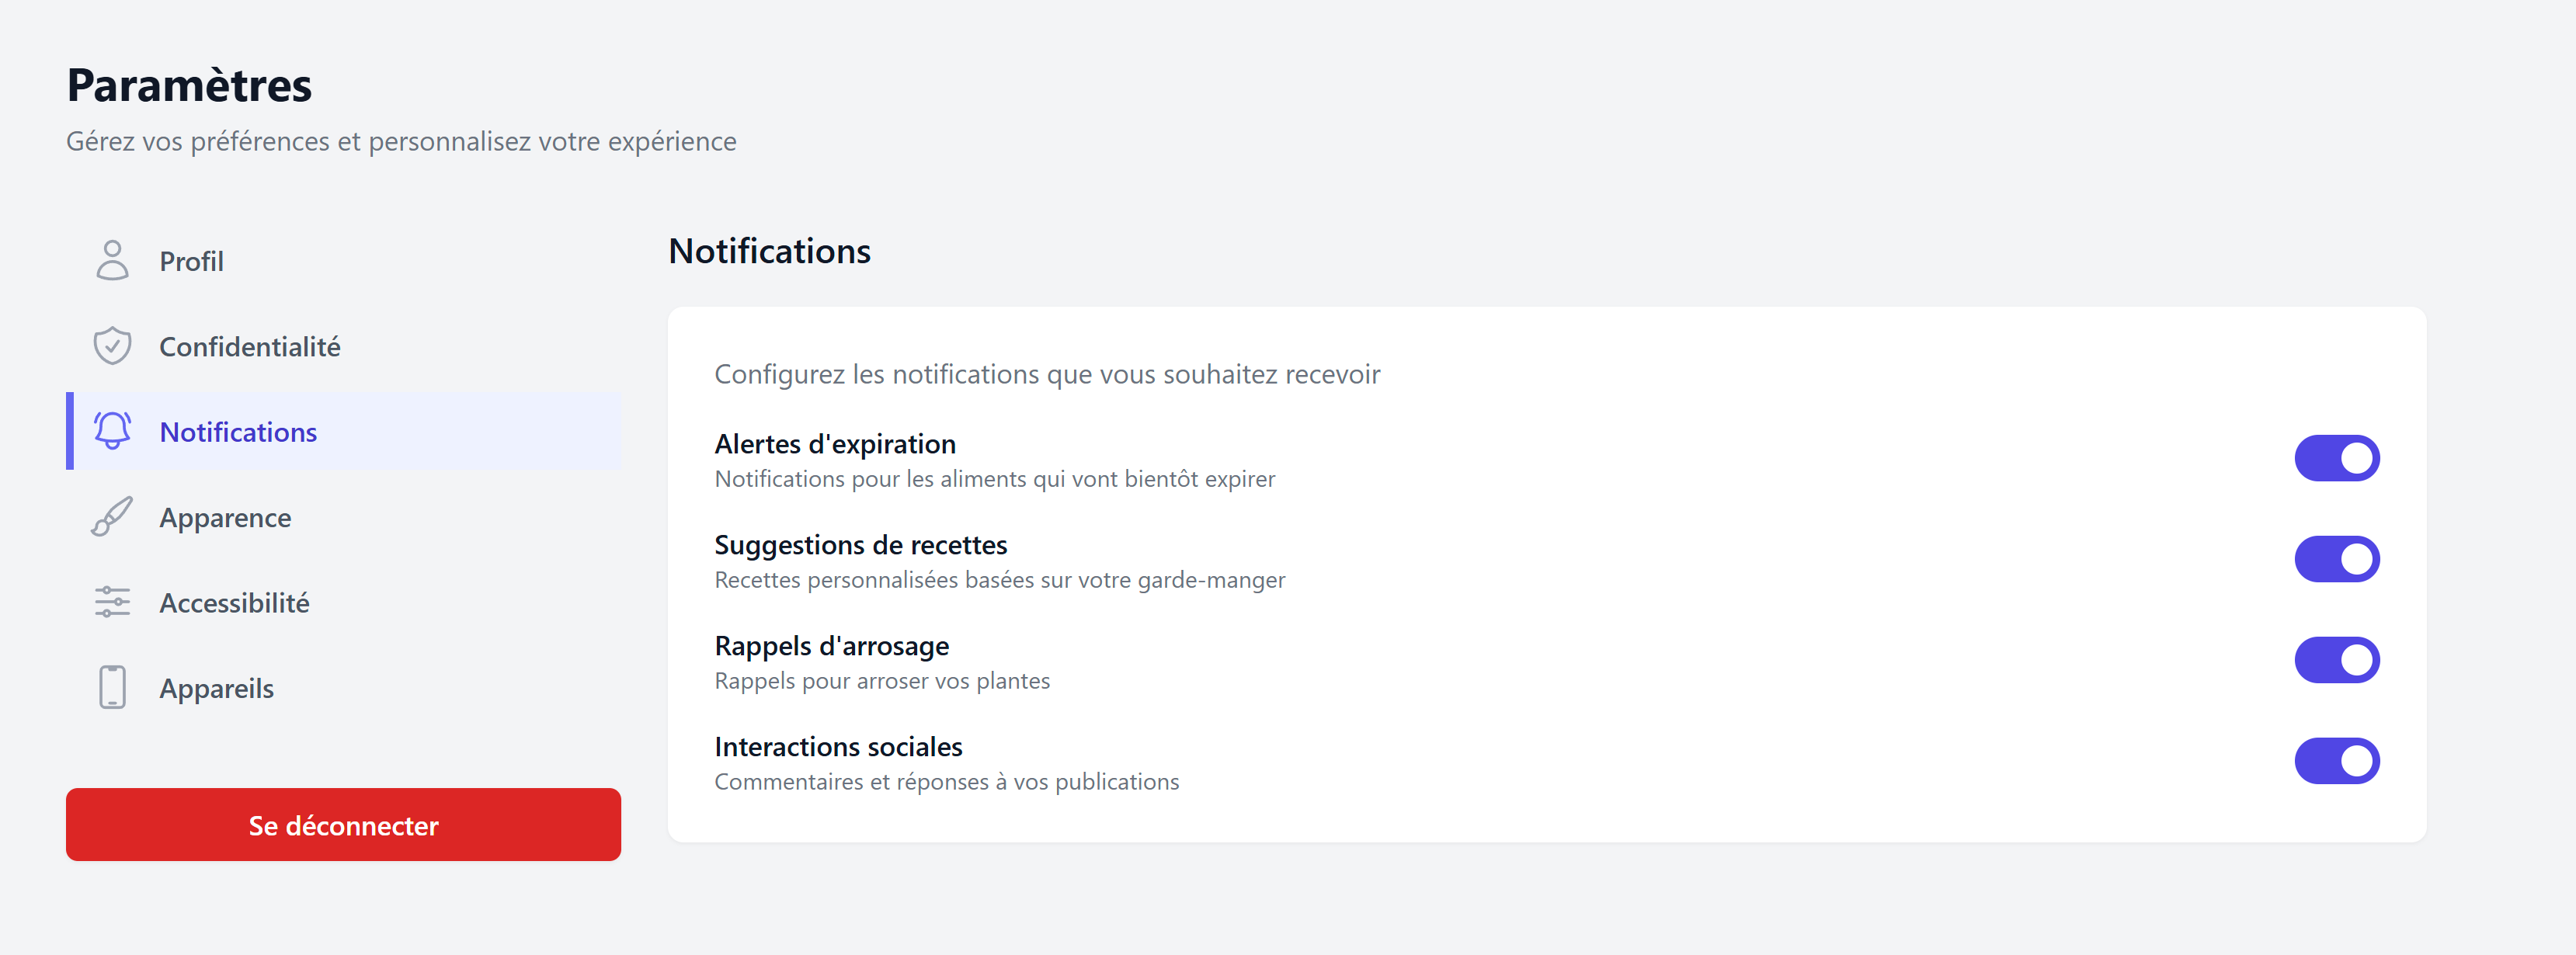 Paramètres
Gérez vos préférences et personnalisez votre expérience
Profil
Confidentialité
Notifications
Apparence
Accessibilité
Appareils
Se déconnecter
Notifications
Configurez les notifications que vous souhaitez recevoir
Alertes d'expiration
Notifications pour les aliments qui vont bientôt expirer
Suggestions de recettes
Recettes personnalisées basées sur votre garde-manger
Rappels d'arrosage
Rappels pour arroser vos plantes
Interactions sociales
Commentaires et réponses à vos publications